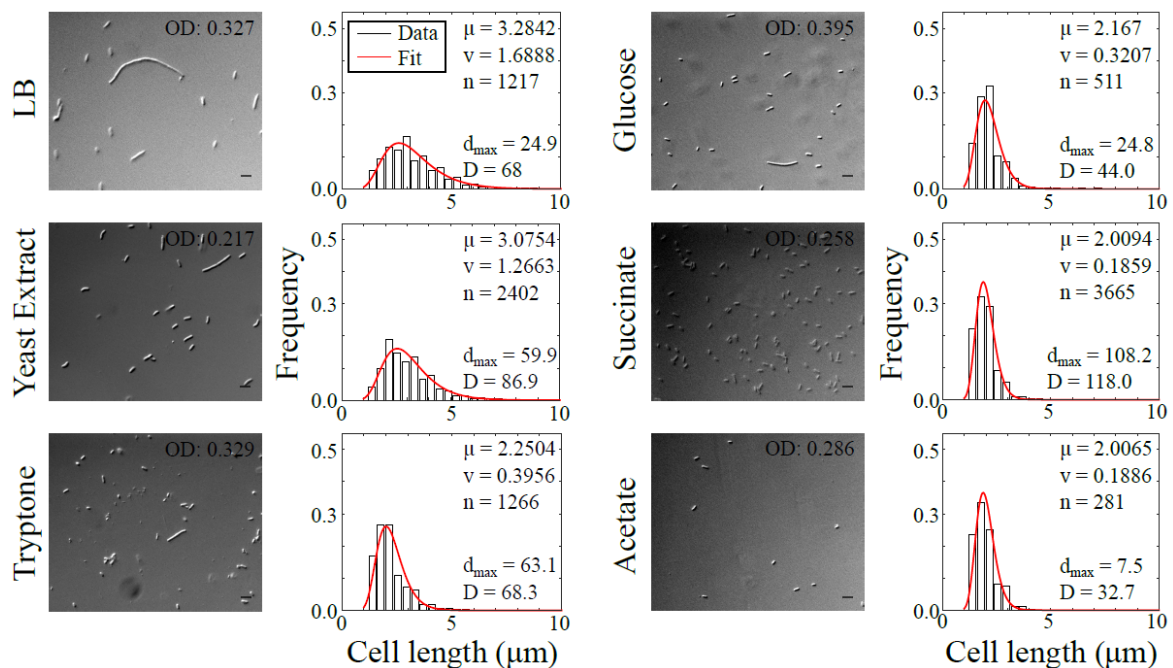 LB
OD: 0.327
Frequency
0.5
0.3
0.0
0
5
10
Data
Fit
μ = 3.2842
v = 1.6888
n = 1217
d_max = 24.9
D = 68
Glucose
OD: 0.395
Frequency
0.5
0.3
0.0
0
5
10
μ = 2.167
v = 0.3207
n = 511
d_max = 24.8
D = 44.0
Yeast Extract
OD: 0.217
0.5
0.3
0.0
0
5
10
μ = 3.0754
v = 1.2663
n = 2402
d_max = 59.9
D = 86.9
Succinate
OD: 0.258
0.5
0.3
0.0
0
5
10
μ = 2.0094
v = 0.1859
n = 3665
d_max = 108.2
D = 118.0
Tryptone
OD: 0.329
0.5
0.3
0.0
0
5
10
μ = 2.2504
v = 0.3956
n = 1266
d_max = 63.1
D = 68.3
Cell length (μm)
Acetate
OD: 0.286
0.5
0.3
0.0
0
5
10
μ = 2.0065
v = 0.1886
n = 281
d_max = 7.5
D = 32.7
Cell length (μm)